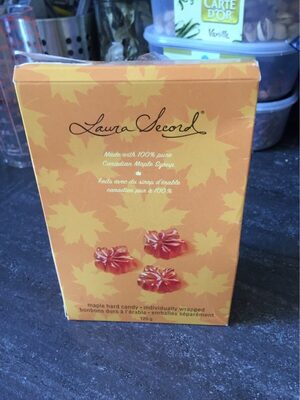 CARTE
D'OR
Vanille
Laura Secord
Made with 100% pure
Canadian Maple Syrup
Faits avec du sirop d'érable
canadien pur à 100 %
maple hard candy • individually wrapped
bonbons durs à l'érable • emballés séparément
120 g